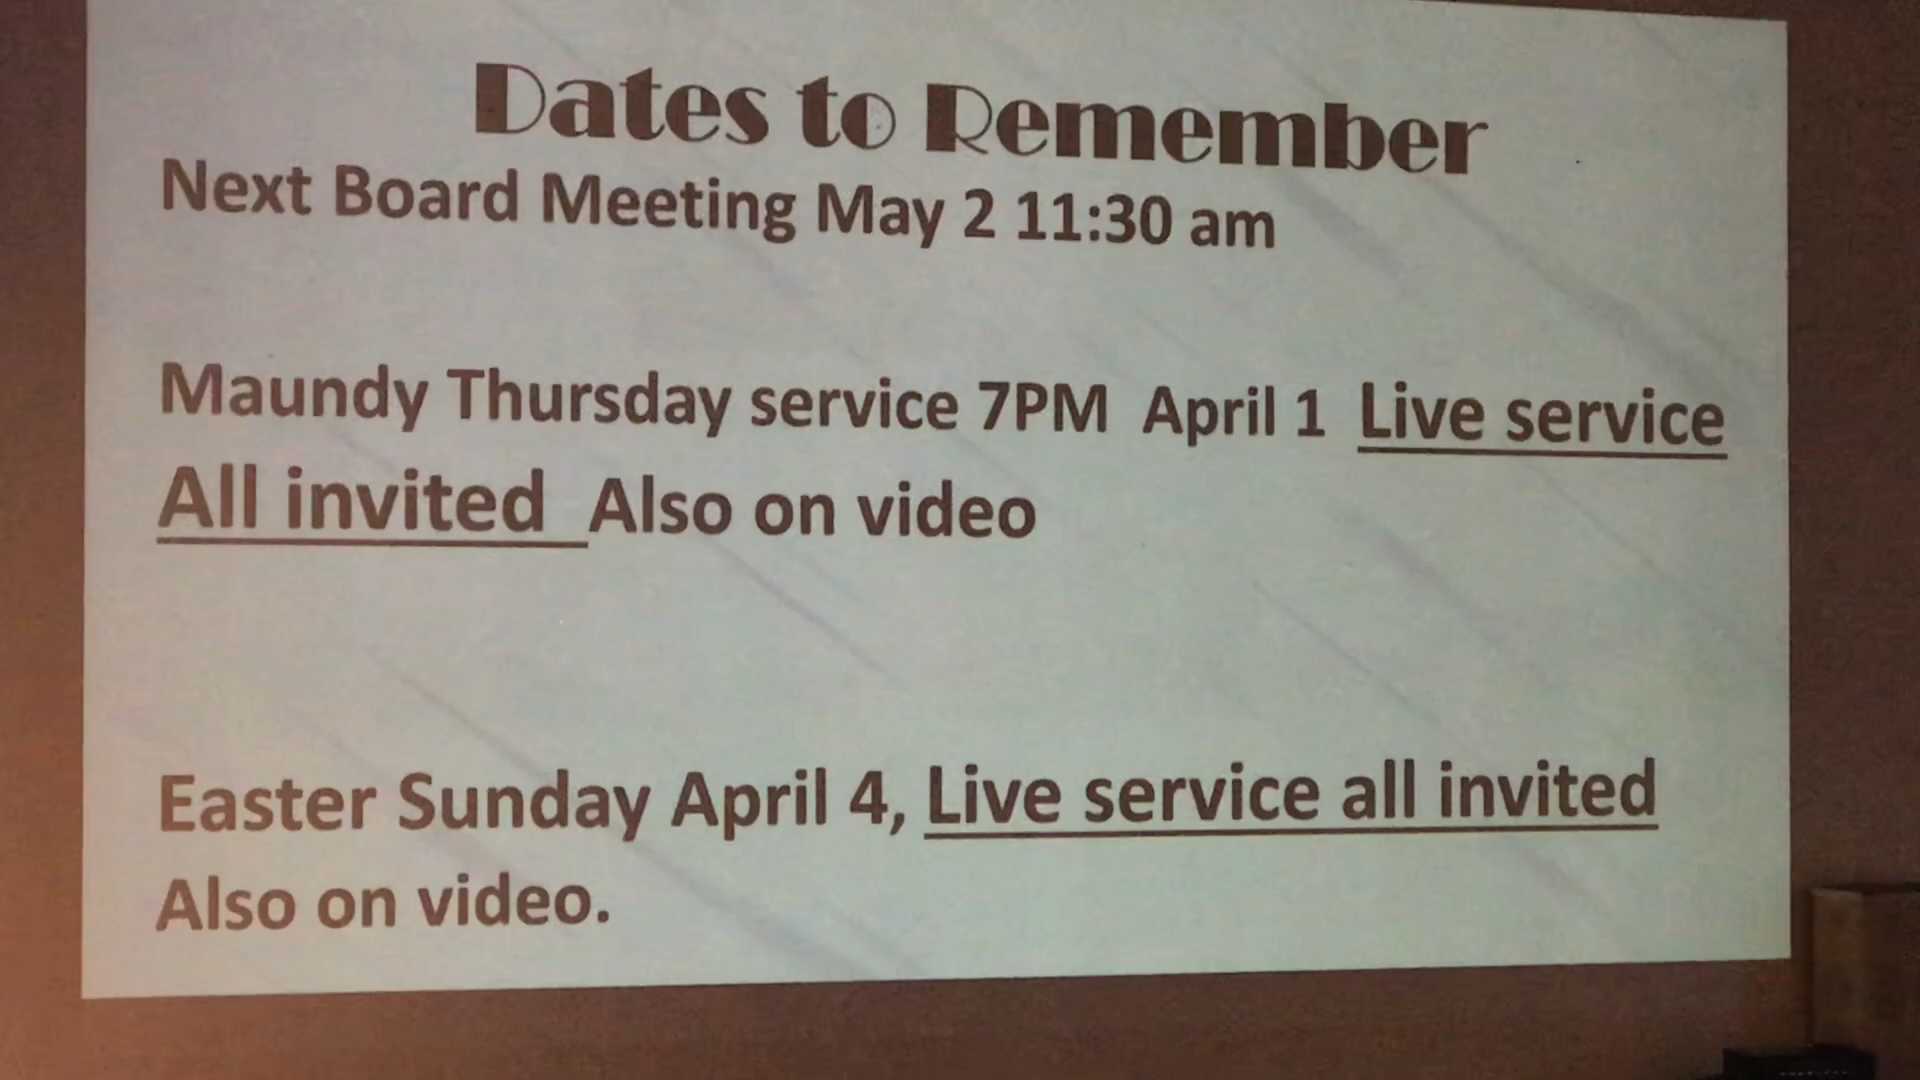 Dates to Remember
Next Board Meeting May 2 11:30 am
Maundy Thursday service 7PM  April 1  Live service
All invited  Also on video
Easter Sunday April 4, Live service all invited
Also on video.